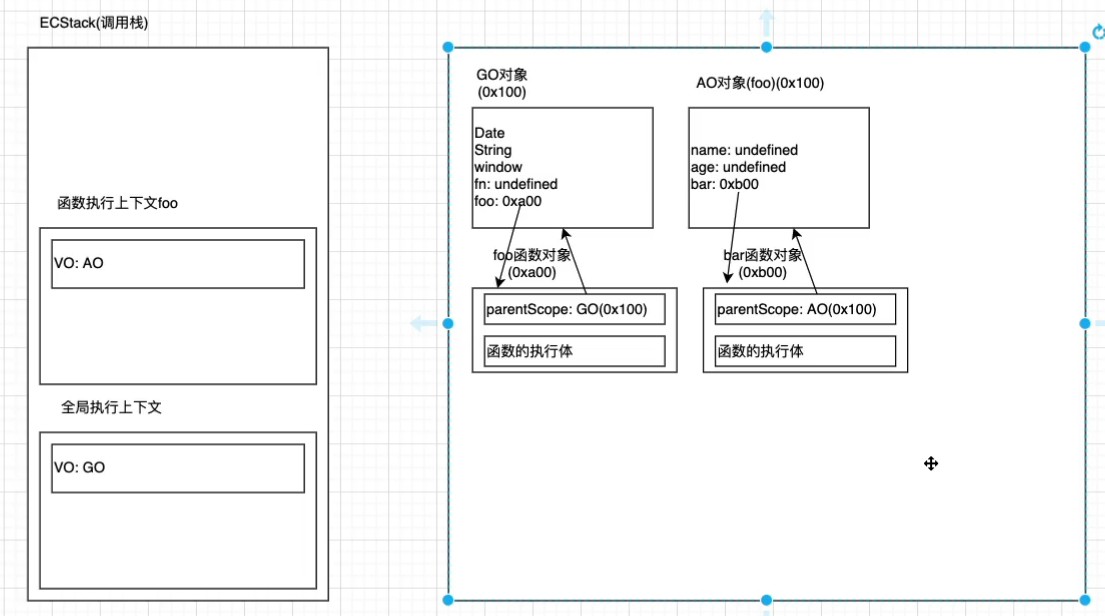 ECStack(调用栈)
函数执行上下文foo
VO: AO
全局执行上下文
VO: GO
GO对象
(0x100)
Date
String
window
fn: undefined
foo: 0xa00
foo函数对象
(0xa00)
parentScope: GO(0x100)
函数的执行体
AO对象(foo)(0x100)
name: undefined
age: undefined
bar: 0xb00
bar函数对象
(0xb00)
parentScope: AO(0x100)
函数的执行体